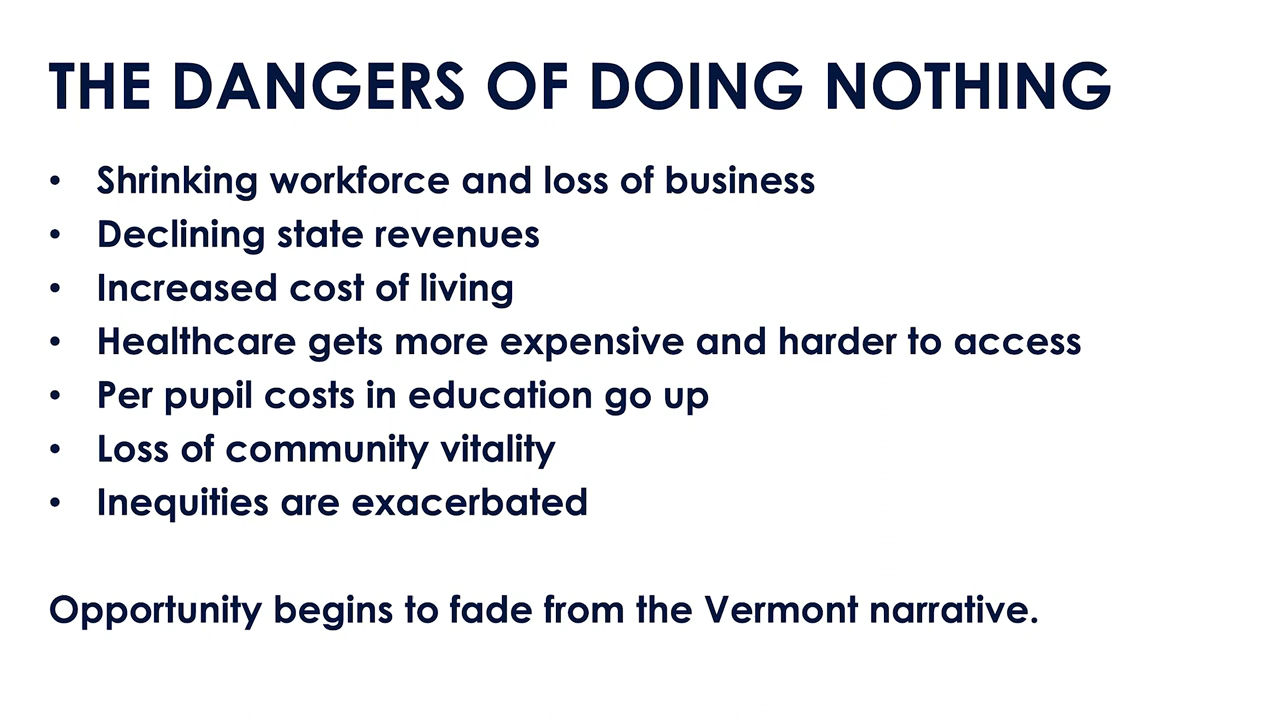 THE DANGERS OF DOING NOTHING
• Shrinking workforce and loss of business
• Declining state revenues
• Increased cost of living
• Healthcare gets more expensive and harder to access
• Per pupil costs in education go up
• Loss of community vitality
• Inequities are exacerbated
Opportunity begins to fade from the Vermont narrative.